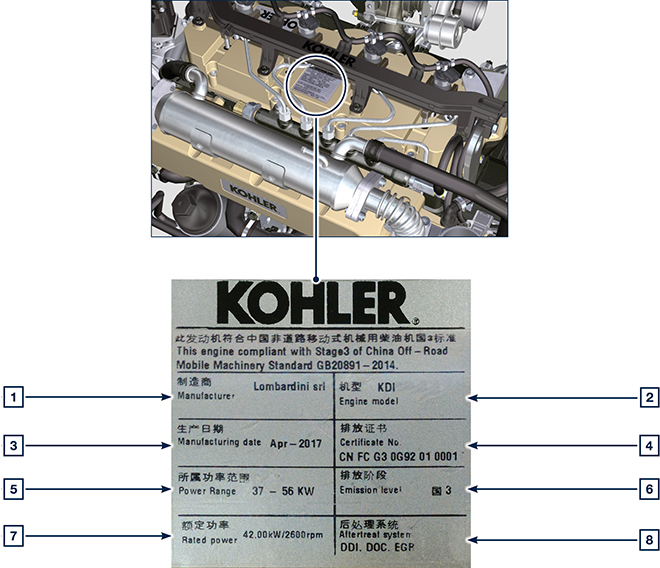 KOHLER
KOHLER
KOHLER.
此发动机符合中国非道路移动式机械用柴油机国3标准
This engine compliant with Stage3 of China Off-Road
Mobile Machinery Standard GB20891-2014.
制造商
Manufacturer
Lombardini srl
机型 KDI
Engine model
生产日期
Manufacturing date Apr-2017
排放证书
Certificate No.
CN FC G3 0G92 01 0001
所属功率范围
Power Range 37 - 56 KW
排放阶段
Emission level 国3
额定功率
Rated power 42.00kW/2600rpm
后处理系统
Aftertreat system
DDI. DOC. EGR
1
2
3
4
5
6
7
8